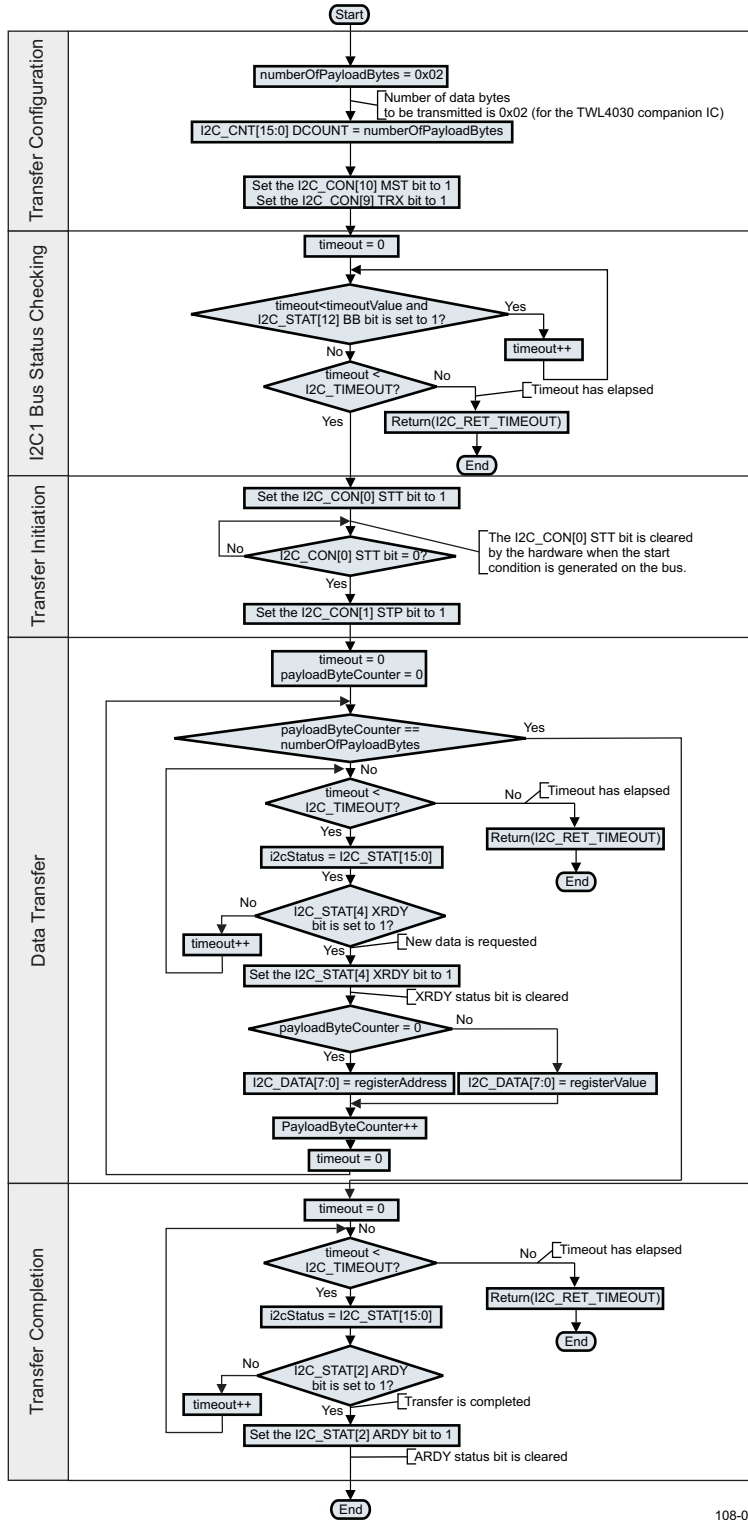 Start
Transfer Configuration
numberOfPayloadBytes = 0x02
Number of data bytes
to be transmitted is 0x02 (for the TWL4030 companion IC)
I2C_CNT[15:0] DCOUNT = numberOfPayloadBytes
Set the I2C_CON[10] MST bit to 1
Set the I2C_CON[9] TRX bit to 1
I2C1 Bus Status Checking
timeout = 0
timeout<timeoutValue and
I2C_STAT[12] BB bit is set to 1?
Yes
timeout++
No
timeout <
I2C_TIMEOUT?
No
Timeout has elapsed
Yes
Return(I2C_RET_TIMEOUT)
End
Transfer Initiation
Set the I2C_CON[0] STT bit to 1
The I2C_CON[0] STT bit is cleared
by the hardware when the start
condition is generated on the bus.
No
I2C_CON[0] STT bit = 0?
Yes
Set the I2C_CON[1] STP bit to 1
Data Transfer
timeout = 0
payloadByteCounter = 0
payloadByteCounter ==
numberOfPayloadBytes
Yes
No
timeout <
I2C_TIMEOUT?
No
Timeout has elapsed
Yes
Return(I2C_RET_TIMEOUT)
End
i2cStatus = I2C_STAT[15:0]
Yes
I2C_STAT[4] XRDY
bit is set to 1?
No
timeout++
New data is requested
Yes
Set the I2C_STAT[4] XRDY bit to 1
XRDY status bit is cleared
payloadByteCounter = 0
No
Yes
I2C_DATA[7:0] = registerAddress
I2C_DATA[7:0] = registerValue
PayloadByteCounter++
timeout = 0
Transfer Completion
timeout = 0
No
timeout <
I2C_TIMEOUT?
No
Timeout has elapsed
Yes
Return(I2C_RET_TIMEOUT)
End
i2cStatus = I2C_STAT[15:0]
I2C_STAT[2] ARDY
bit is set to 1?
No
timeout++
Transfer is completed
Yes
Set the I2C_STAT[2] ARDY bit to 1
ARDY status bit is cleared
End